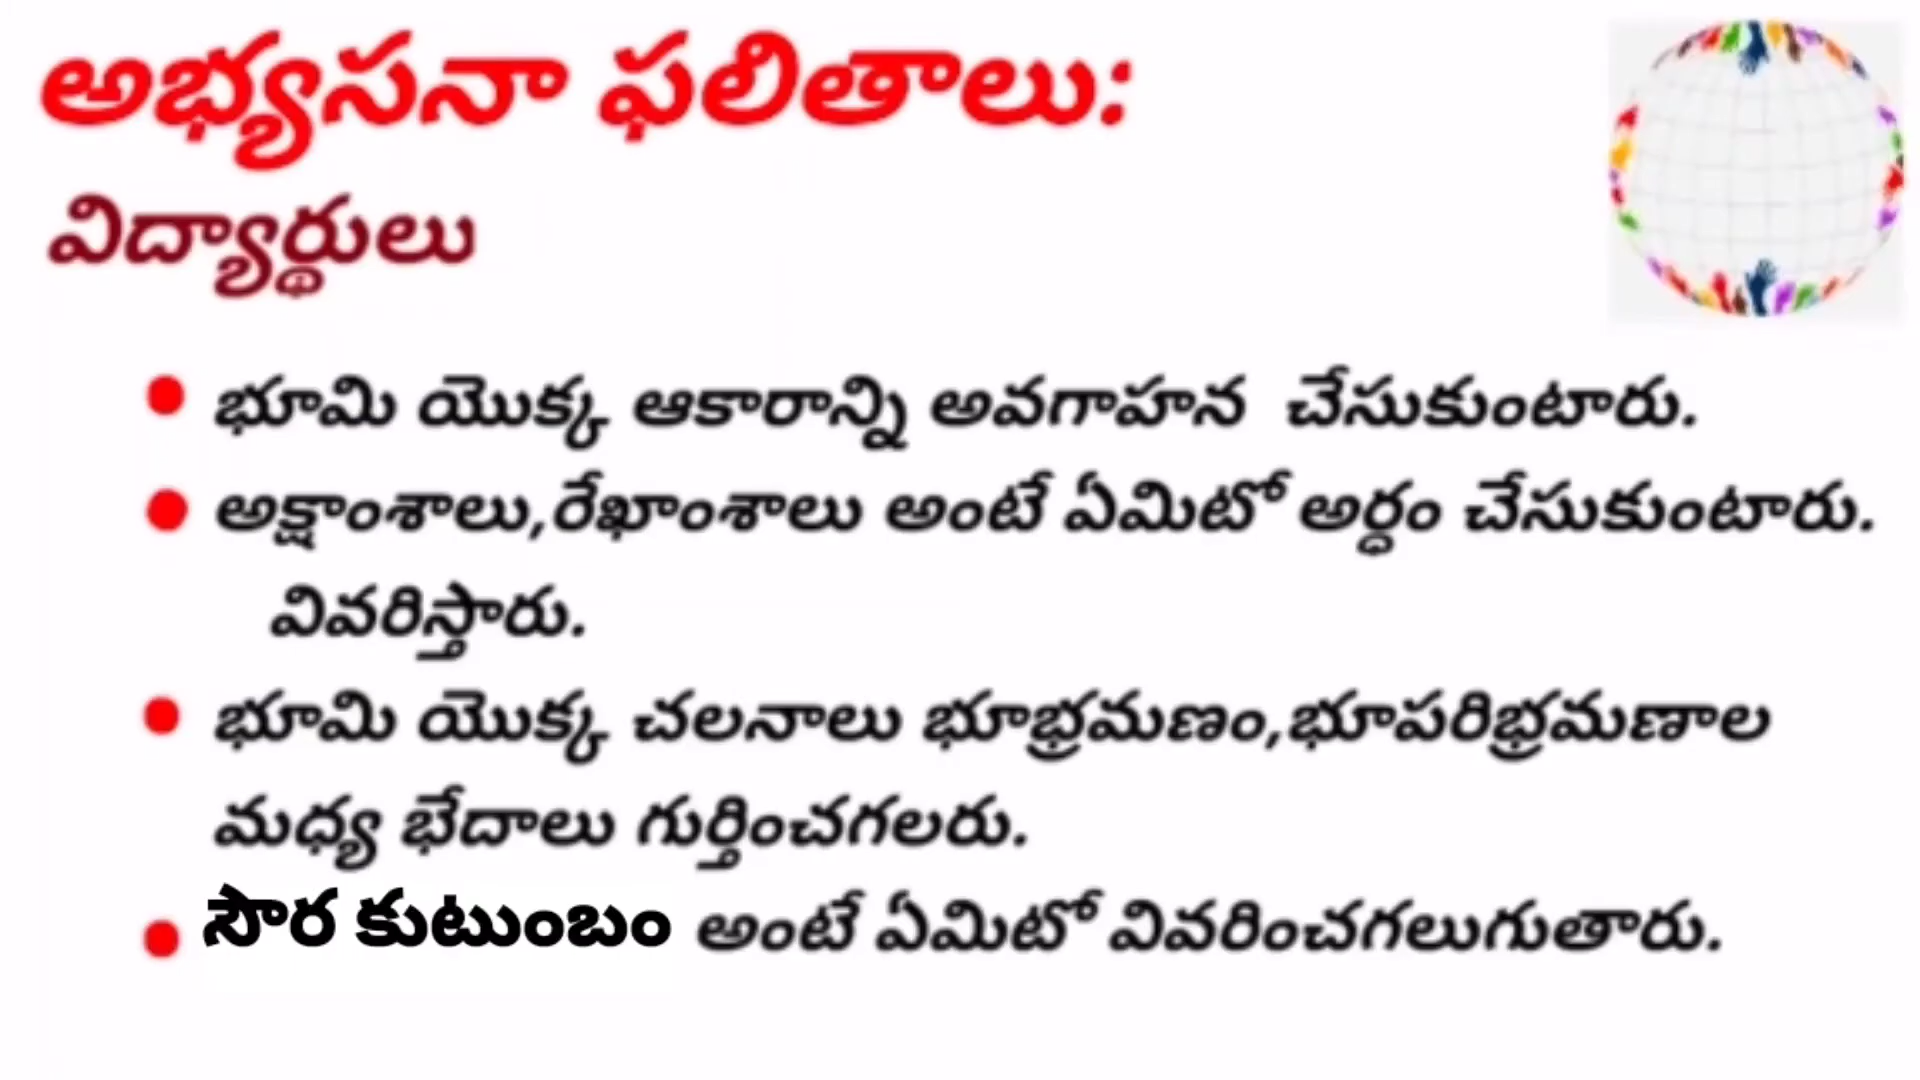 అభ్యసనా ఫలితాలు:
విద్యార్థులు
• భూమి యొక్క ఆకారాన్ని అవగాహన చేసుకుంటారు.
• అక్షాంశాలు,రేఖాంశాలు అంటే ఏమిటో అర్ధం చేసుకుంటారు.
వివరిస్తారు.
• భూమి యొక్క చలనాలు భూభ్రమణం,భూపరిభ్రమణాల
మధ్య భేదాలు గుర్తించగలరు.
• సౌర కుటుంబం అంటే ఏమిటో వివరించగలుగుతారు.